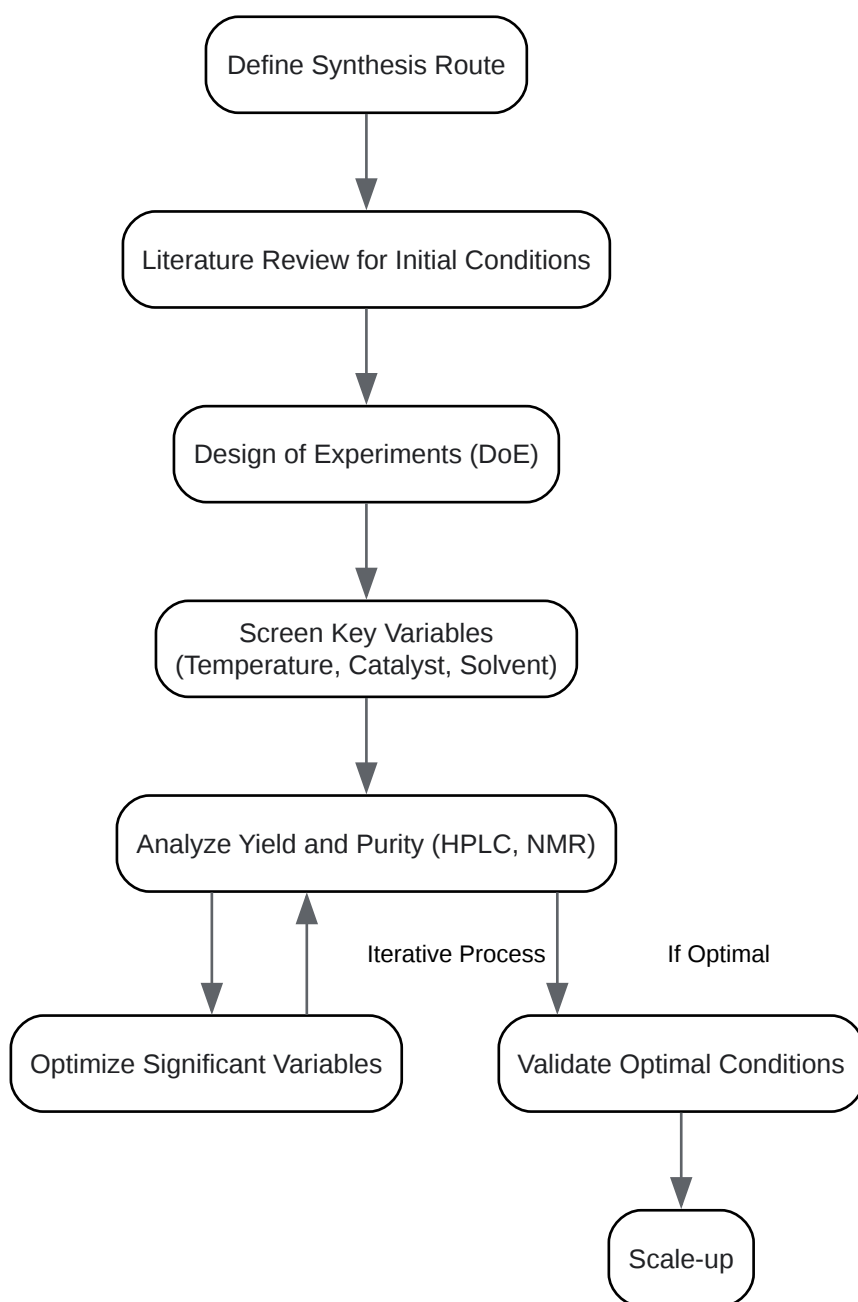 Define Synthesis Route
Literature Review for Initial Conditions
Design of Experiments (DoE)
Screen Key Variables
(Temperature, Catalyst, Solvent)
Analyze Yield and Purity (HPLC, NMR)
Iterative Process
If Optimal
Optimize Significant Variables
Validate Optimal Conditions
Scale-up